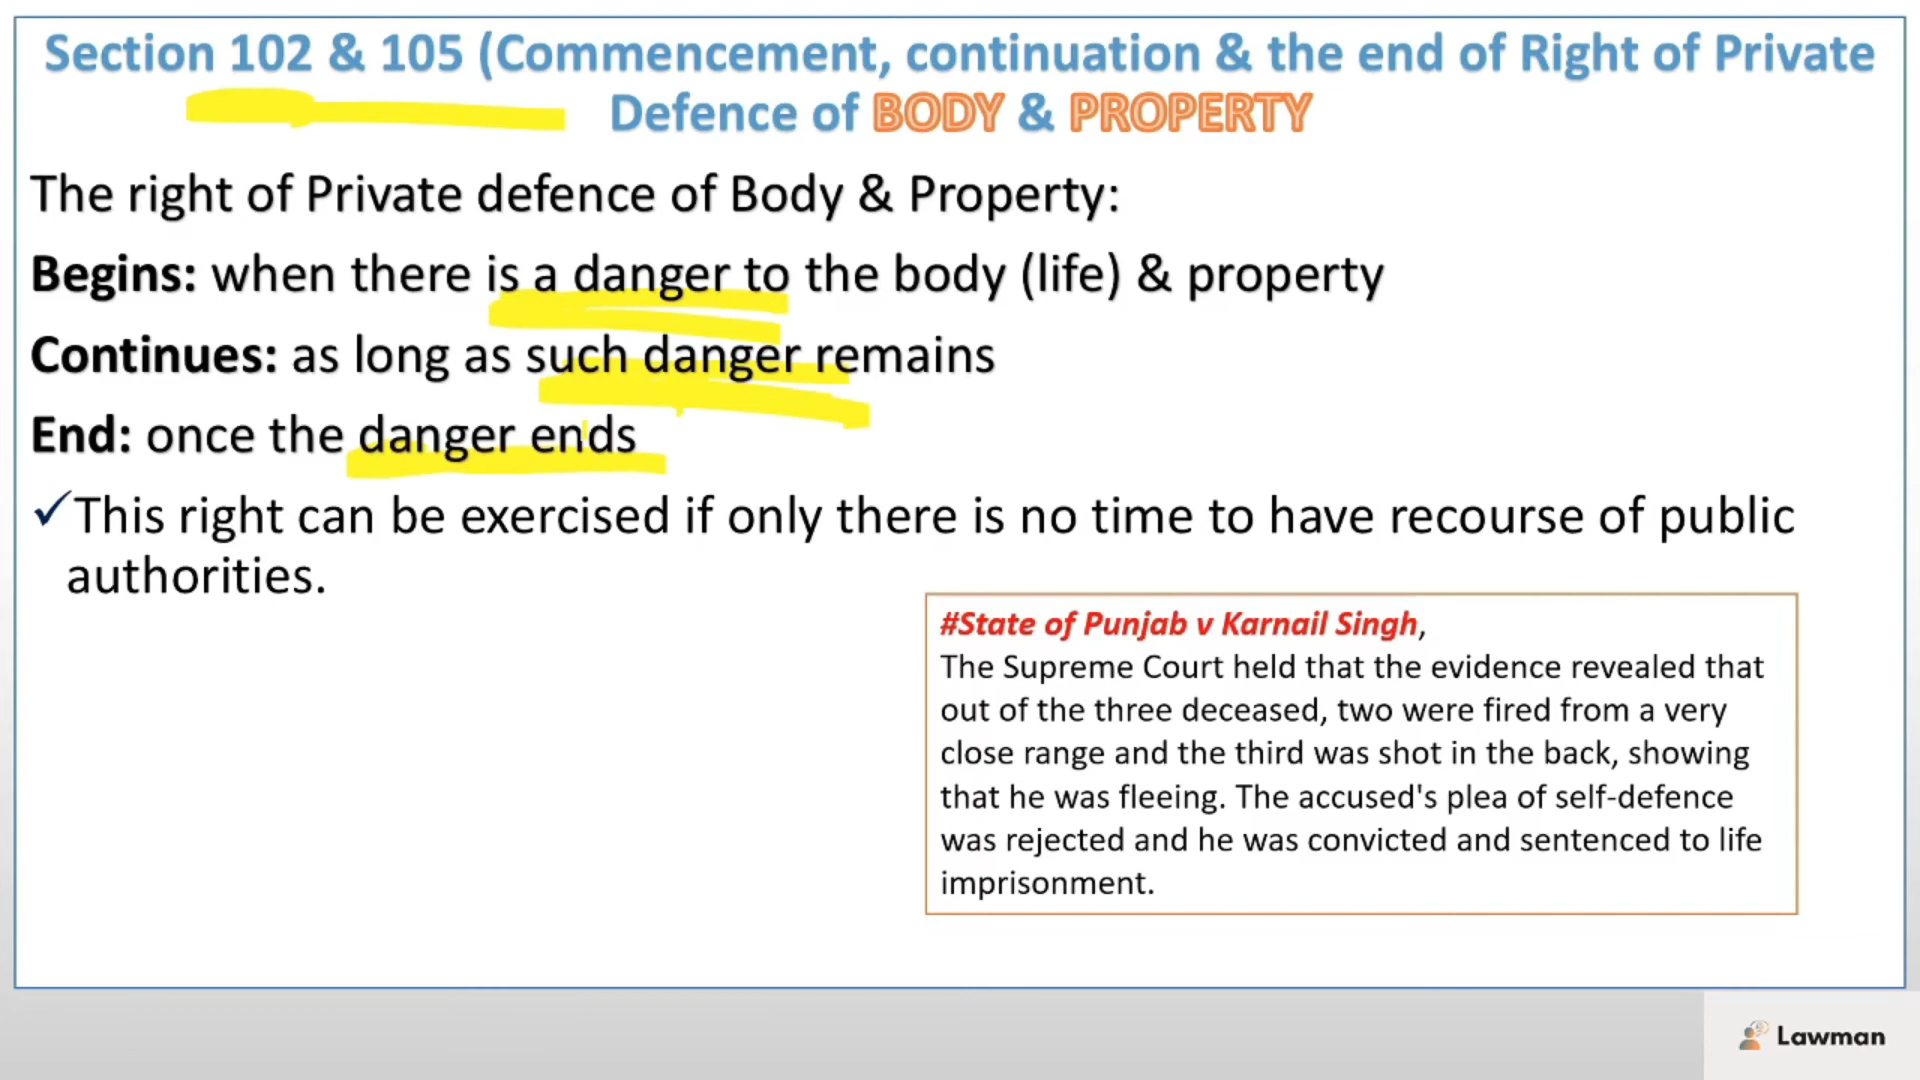 Section 102 & 105 (Commencement, continuation & the end of Right of Private
Defence of BODY & PROPERTY
The right of Private defence of Body & Property:
Begins: when there is a danger to the body (life) & property
Continues: as long as such danger remains
End: once the danger ends
✓This right can be exercised if only there is no time to have recourse of public
authorities.
#State of Punjab v Karnail Singh,
The Supreme Court held that the evidence revealed that
out of the three deceased, two were fired from a very
close range and the third was shot in the back, showing
that he was fleeing. The accused's plea of self-defence
was rejected and he was convicted and sentenced to life
imprisonment.
Lawman